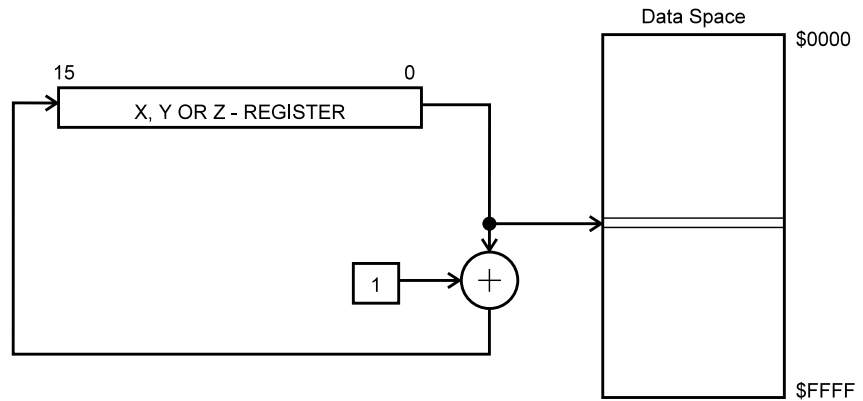 Data Space
$0000
15
0
X, Y OR Z - REGISTER
1
+
$FFFF